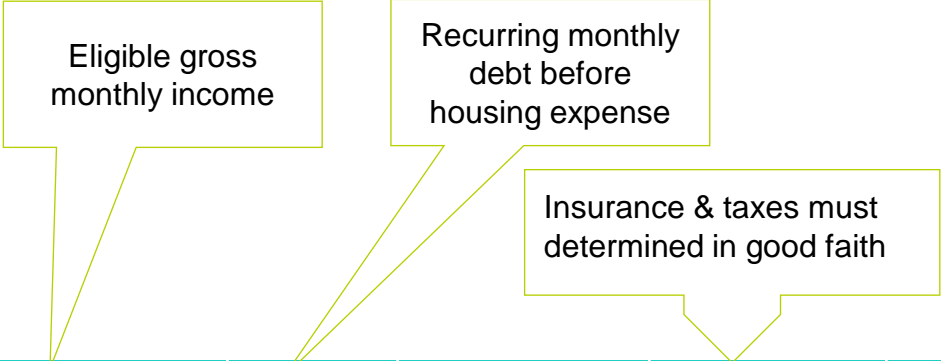 Eligible gross
monthly income
Recurring monthly
debt before
housing expense
Insurance & taxes must
determined in good faith